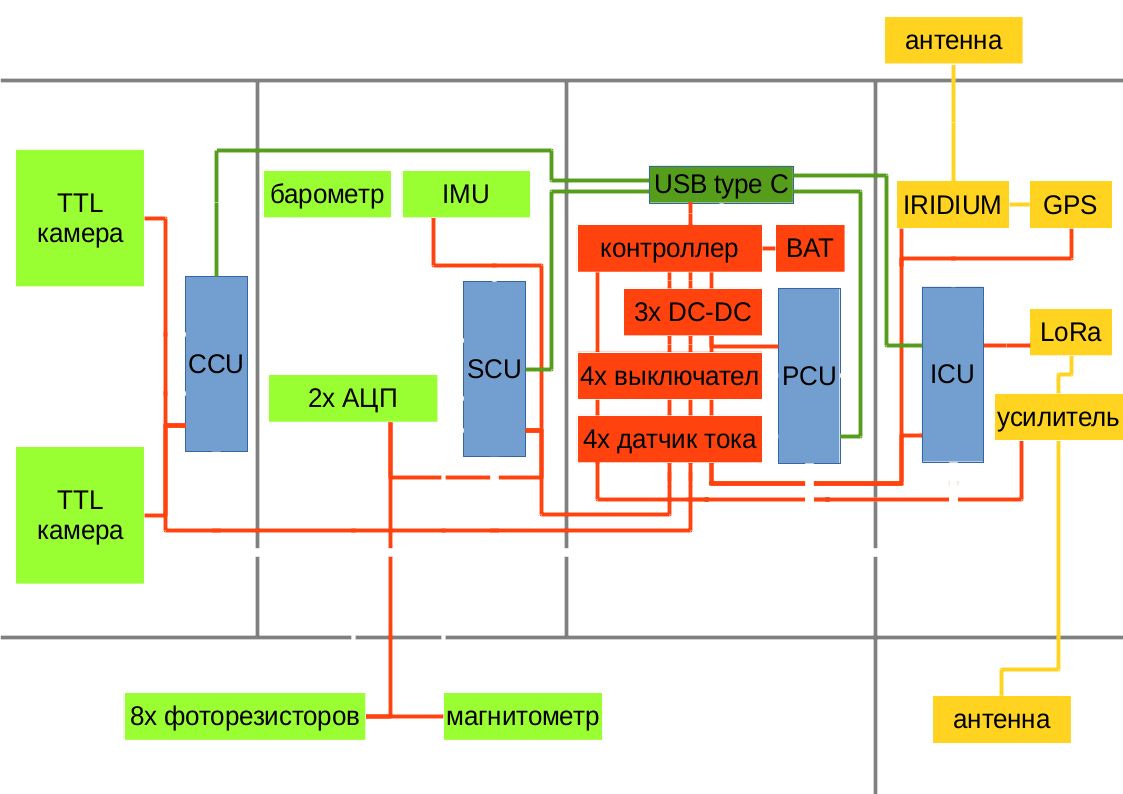 антенна
TTL
камера
барометр
IMU
USB type C
IRIDIUM
GPS
контроллер
BAT
3x DC-DC
LoRa
CCU
SCU
4x выключател
PCU
ICU
2x АЦП
усилитель
4x датчик тока
TTL
камера
8x фоторезисторов
магнитометр
антенна